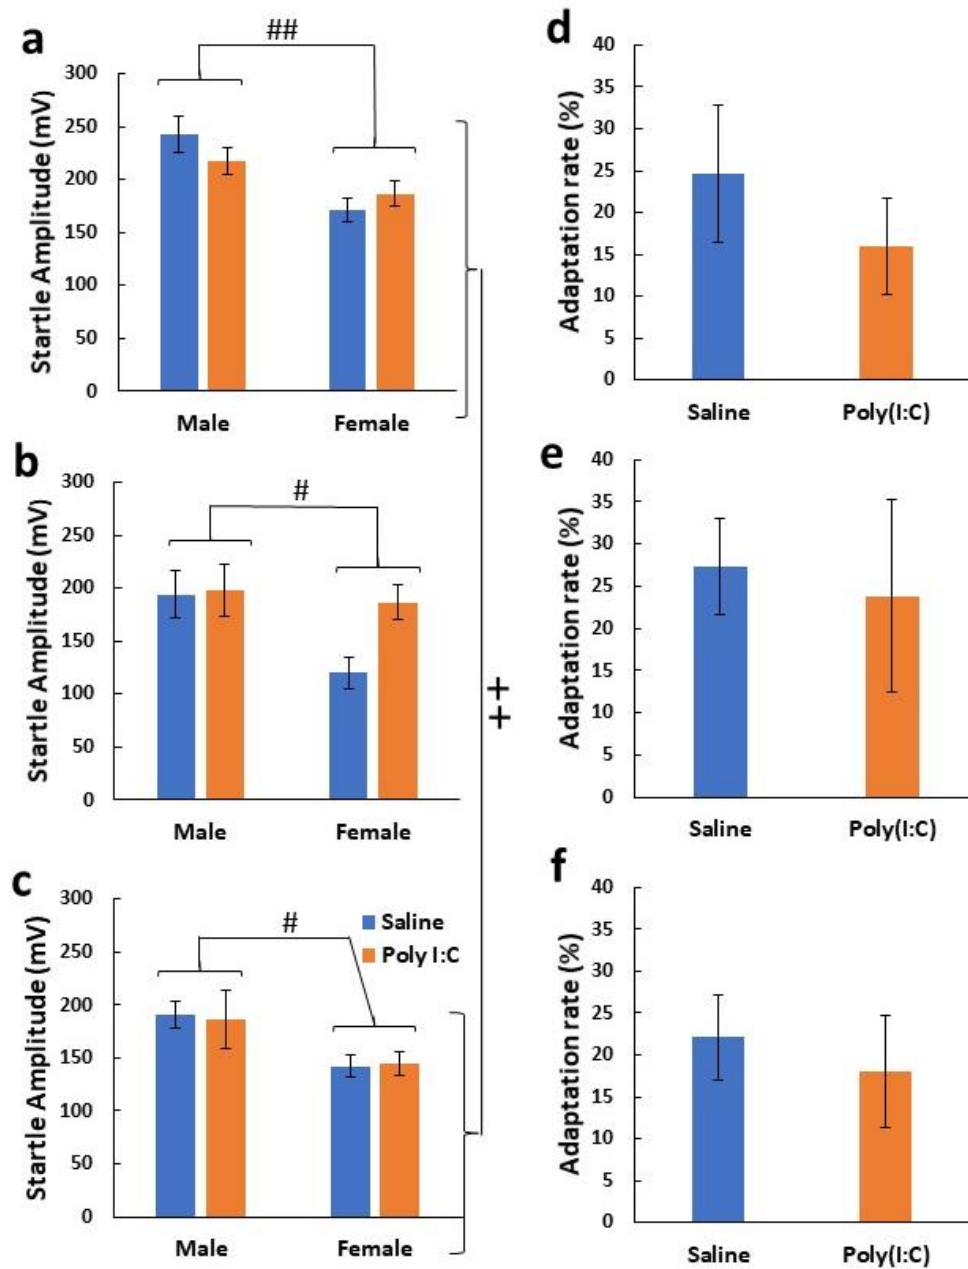 a
##
Startle Amplitude (mV)
300
250
200
150
100
50
0
Male
Female
b
#
Startle Amplitude (mV)
300
250
200
150
100
50
0
Male
Female
+
+
c
#
Startle Amplitude (mV)
300
250
200
150
100
50
0
Saline
Poly I:C
Male
Female
d
Adaptation rate (%)
40
35
30
25
20
15
10
5
0
Saline
Poly(I:C)
e
Adaptation rate (%)
40
35
30
25
20
15
10
5
0
Saline
Poly(I:C)
f
Adaptation rate (%)
40
35
30
25
20
15
10
5
0
Saline
Poly(I:C)